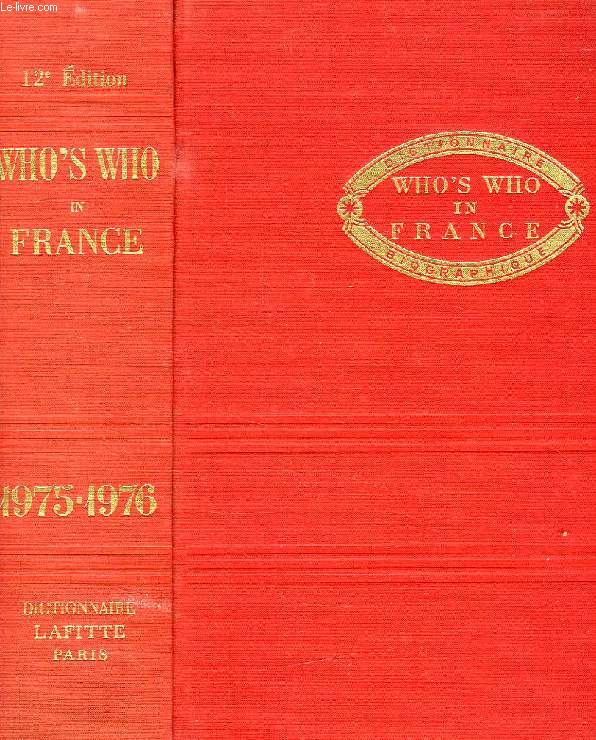 Le-livre.com
12e Édition
WHO'S WHO
IN
FRANCE
1975-1976
DICTIONNAIRE
LAFITTE
PARIS
DICTIONNAIRE
WHO'S WHO
IN
FRANCE
BIOGRAPHIQUE